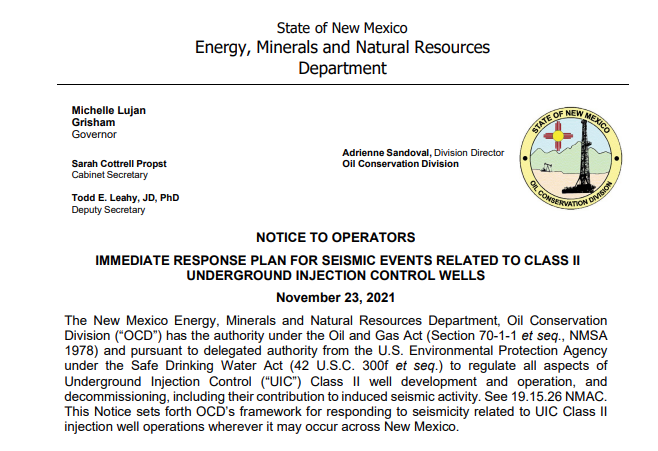 State of New Mexico
Energy, Minerals and Natural Resources
Department
Michelle Lujan
Grisham
Governor
Sarah Cottrell Propst
Cabinet Secretary
Todd E. Leahy, JD, PhD
Deputy Secretary
Adrienne Sandoval, Division Director
Oil Conservation Division
STATE OF NEW MEXICO
OIL CONSERVATION DIVISION
NOTICE TO OPERATORS
IMMEDIATE RESPONSE PLAN FOR SEISMIC EVENTS RELATED TO CLASS II
UNDERGROUND INJECTION CONTROL WELLS
November 23, 2021
The New Mexico Energy, Minerals and Natural Resources Department, Oil Conservation
Division (“OCD”) has the authority under the Oil and Gas Act (Section 70-1-1 et seq., NMSA
1978) and pursuant to delegated authority from the U.S. Environmental Protection Agency
under the Safe Drinking Water Act (42 U.S.C. 300f et seq.) to regulate all aspects of
Underground Injection Control (“UIC”) Class II well development and operation, and
decommissioning, including their contribution to induced seismic activity. See 19.15.26 NMAC.
This Notice sets forth OCD’s framework for responding to seismicity related to UIC Class II
injection well operations wherever it may occur across New Mexico.